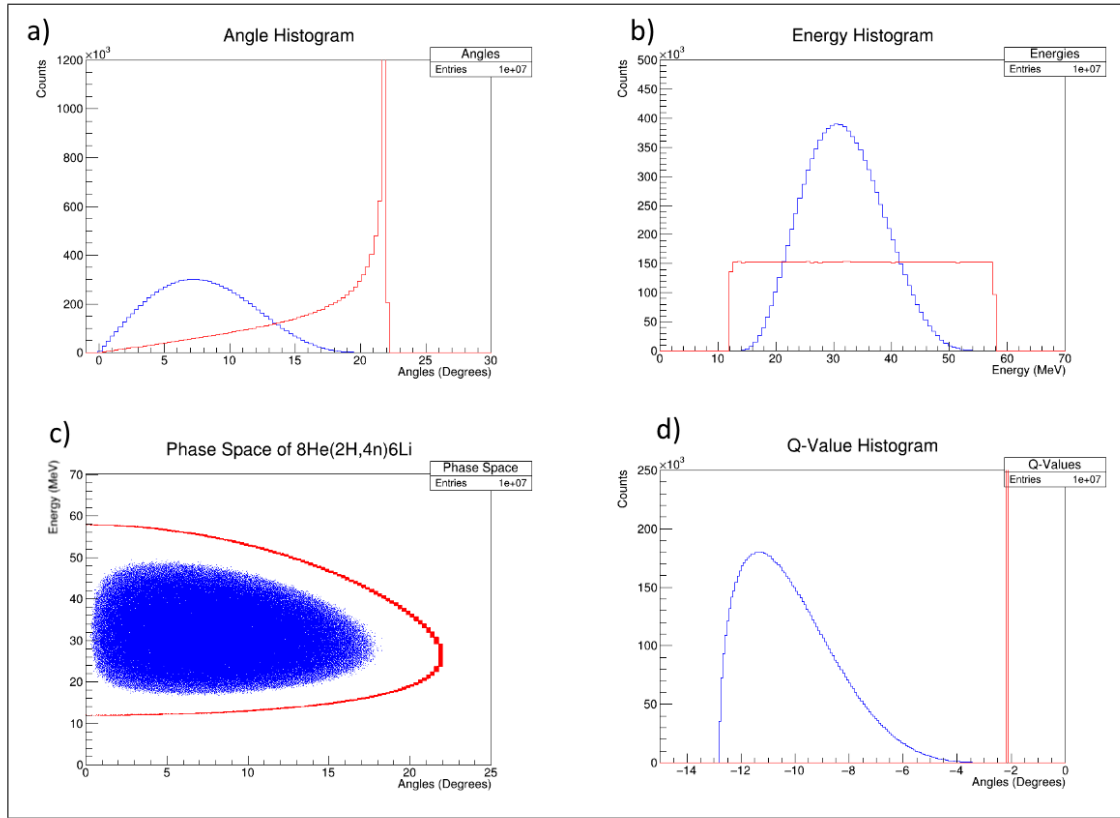 a)
Angle Histogram
×10³
Angles
Entries 1e+07
Counts
1200
1000
800
600
400
200
0
0 5 10 15 20 25 30
Angles (Degrees)
b)
Energy Histogram
×10³
Energies
Entries 1e+07
Counts
500
450
400
350
300
250
200
150
100
50
0
0 10 20 30 40 50 60 70
Energy (MeV)
c)
Phase Space of 8He(2H,4n)6Li
Phase Space
Entries 1e+07
Energy (MeV)
70
60
50
40
30
20
10
0
0 5 10 15 20 25
Angles (Degrees)
d)
Q-Value Histogram
×10³
Q-Values
Entries 1e+07
Counts
250
200
150
100
50
0
−14 −12 −10 −8 −6 −4 −2 0
Angles (Degrees)